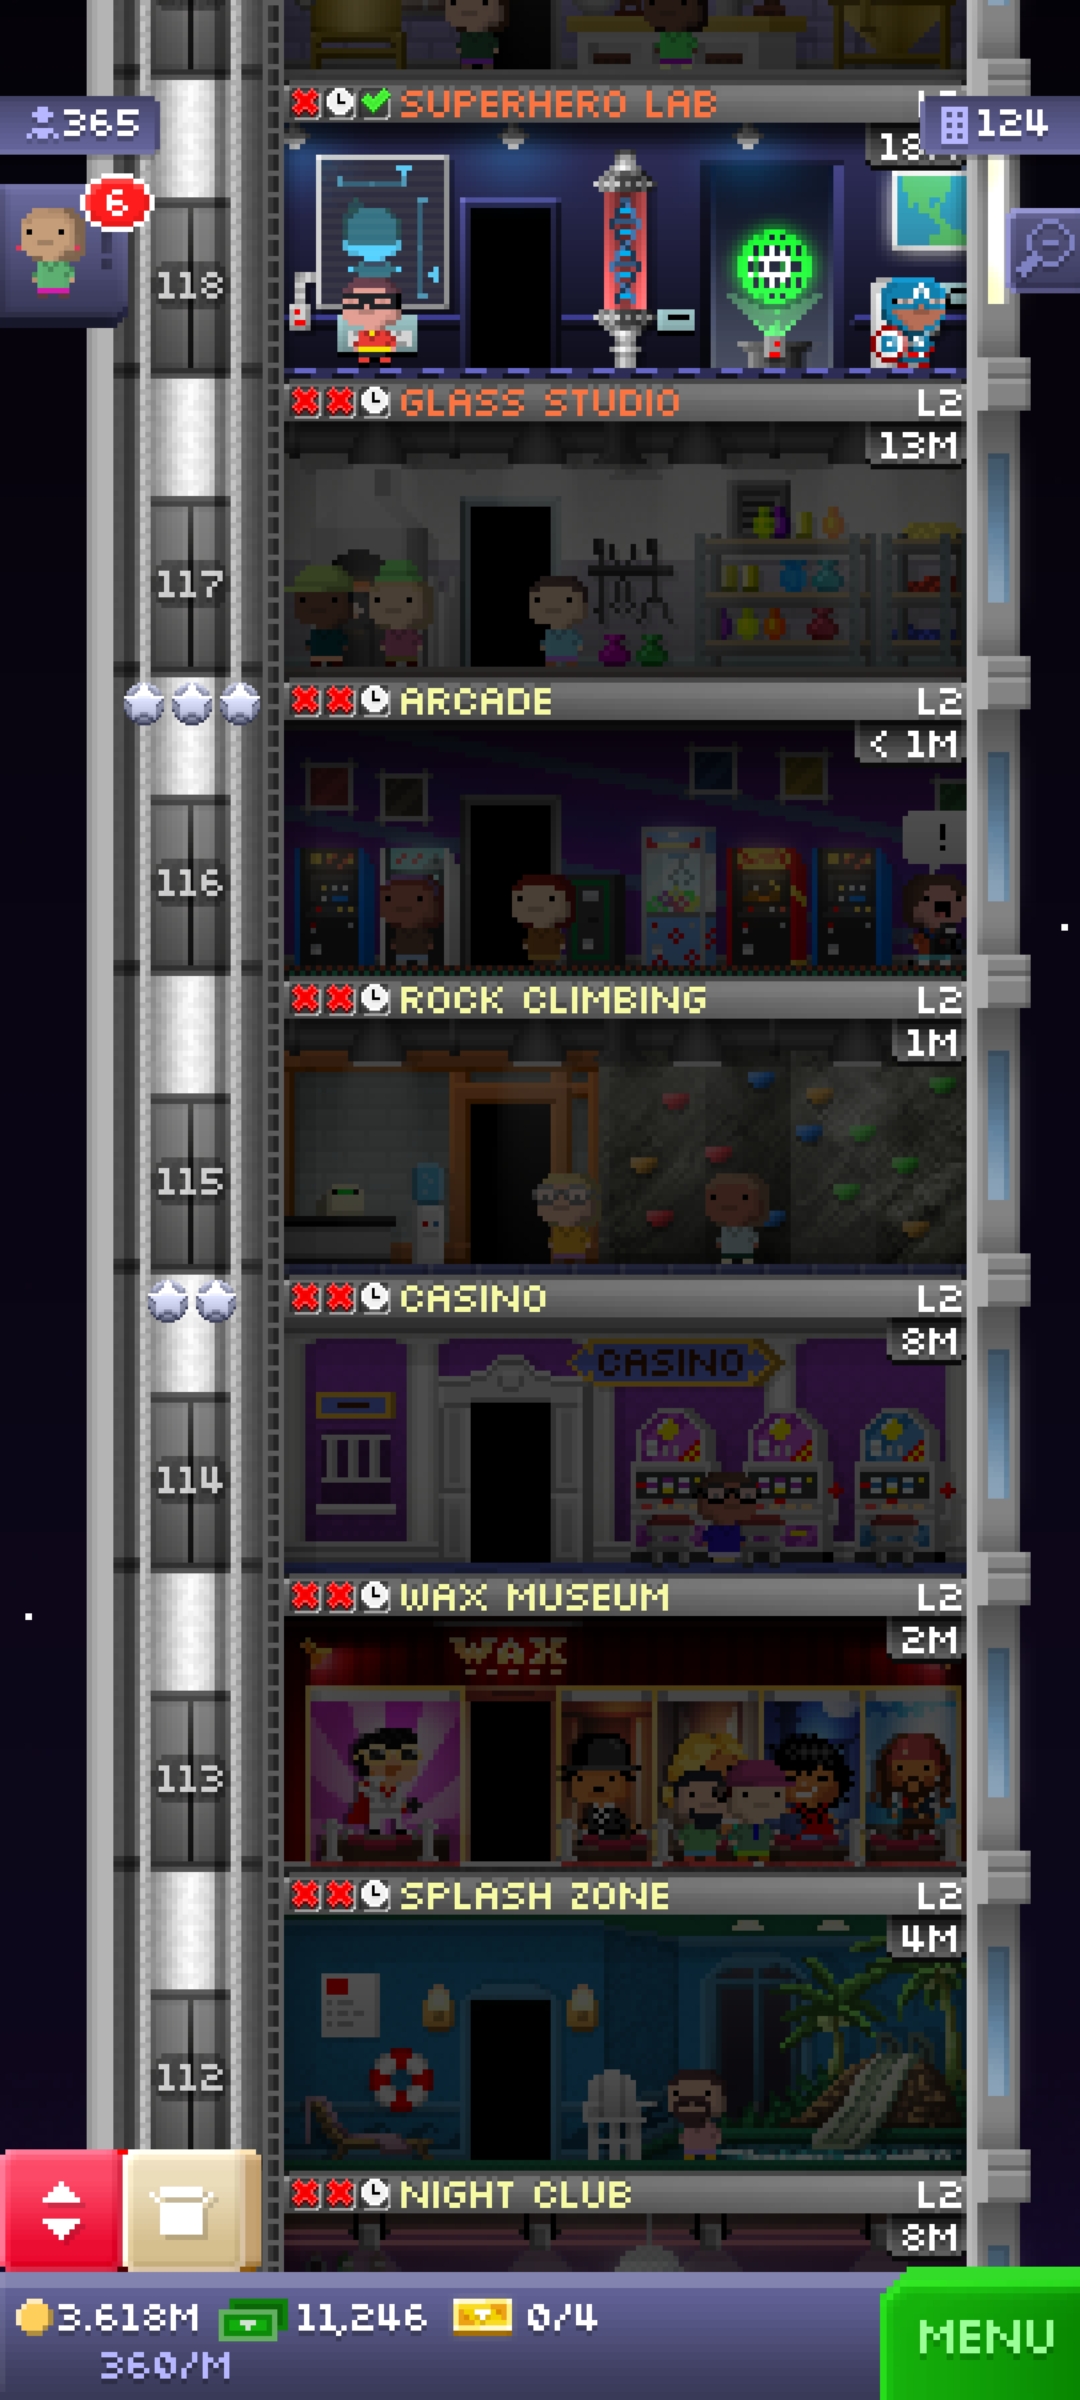 SUPERHERO LAB
365
124
6
118
GLASS STUDIO L2
13M
117
ARCADE L2
< 1M
!
116
ROCK CLIMBING L2
1M
115
CASINO L2
8M
CASINO
114
WAX MUSEUM L2
2M
WAX
113
SPLASH ZONE L2
4M
112
NIGHT CLUB L2
8M
3.618M 11,246 0/4
360/M
MENU